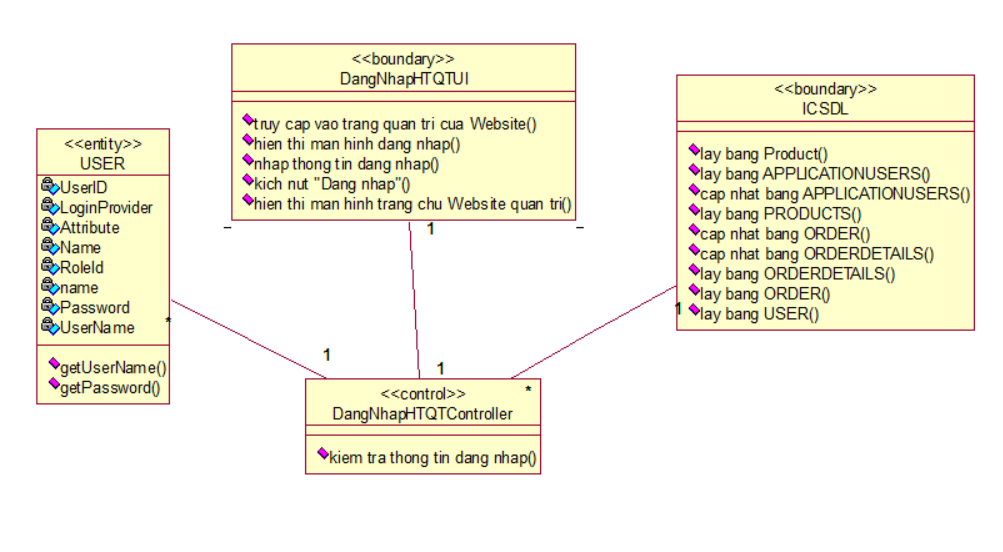 <<boundary>>
DangNhapHTQTUI
truy cap vao trang quan tri cua Website()
hien thi man hinh dang nhap()
nhap thong tin dang nhap()
kich nut "Dang nhap"()
hien thi man hinh trang chu Website quan tri()
<<boundary>>
ICSDL
lay bang Product()
lay bang APPLICATIONUSERS()
cap nhat bang APPLICATIONUSERS()
lay bang PRODUCTS()
cap nhat bang ORDER()
cap nhat bang ORDERDETAILS()
lay bang ORDERDETAILS()
lay bang ORDER()
lay bang USER()
<<entity>>
USER
UserID
LoginProvider
Attribute
Name
RoleId
name
Password
UserName
getUserName()
getPassword()
*
1
1
1
*
1
<<control>>
DangNhapHTQTController
kiem tra thong tin dang nhap()